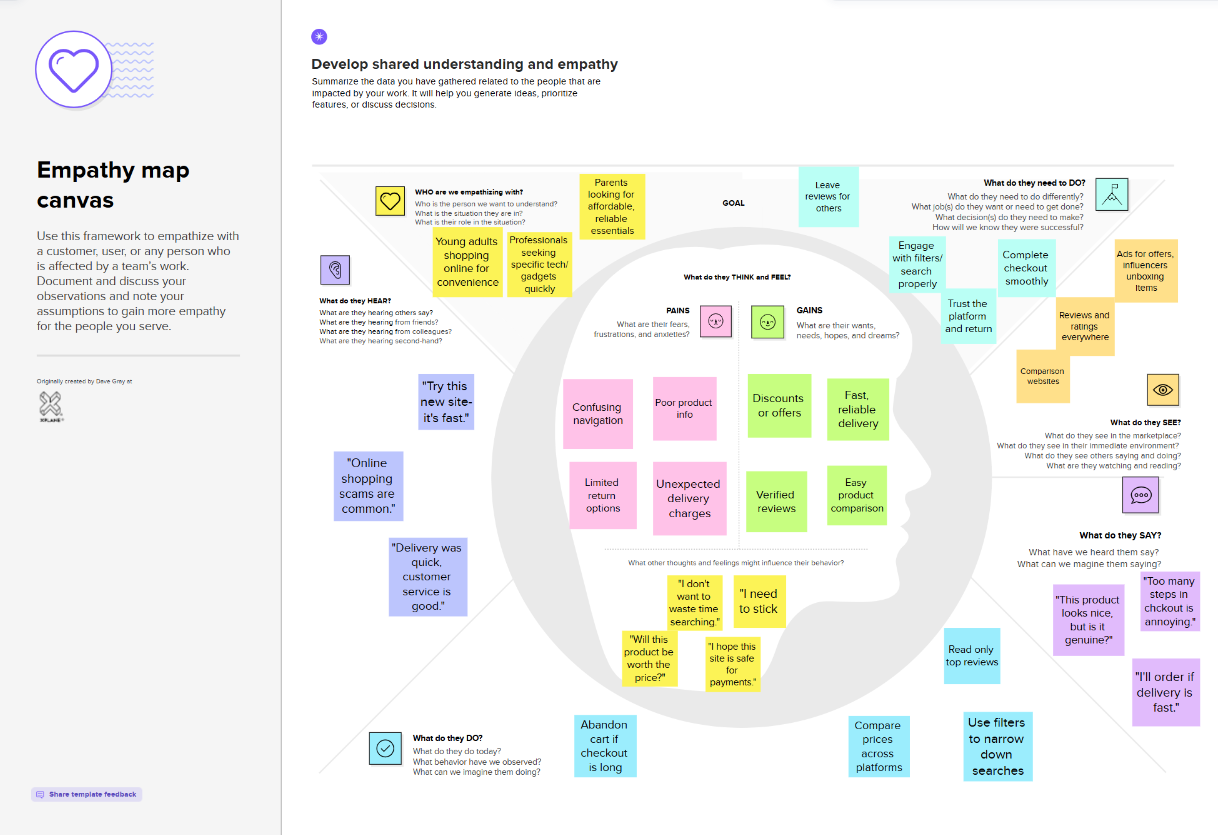 Empathy map
canvas
Use this framework to empathize with
a customer, user, or any person who
is affected by a team's work.
Document and discuss your
observations and note your
assumptions to gain more empathy
for the people you serve.
Originally created by Dave Gray at
XPLANE
Share template feedback
Develop shared understanding and empathy
Summarize the data you have gathered related to the people that are
impacted by your work. It will help you generate ideas, prioritize
features, or discuss decisions.
WHO are we empathizing with?
Who is the person we want to understand?
What is the situation they are in?
What is their role in the situation?
Parents
looking for
affordable,
reliable
essentials
Young adults
shopping
online for
convenience
Professionals
seeking
specific tech/
gadgets
quickly
GOAL
Leave
reviews for
others
What do they need to DO?
What do they need to do differently?
What job(s) do they want or need to get done?
What decision(s) do they need to make?
How will we know they were successful?
Engage
with filters/
search
properly
Complete
checkout
smoothly
Trust the
platform
and return
Ads for offers,
influencers
unboxing
Items
Reviews and
ratings
everywhere
Comparison
websites
What do they SEE?
What do they see in the marketplace?
What do they see in their immediate environment?
What do they see others saying and doing?
What are they watching and reading?
What do they HEAR?
What are they hearing others say?
What are they hearing from friends?
What are they hearing from colleagues?
What are they hearing second-hand?
"Try this
new site-
it's fast."
"Online
shopping
scams are
common."
"Delivery was
quick,
customer
service is
good."
What do they THINK and FEEL?
PAINS
What are their fears,
frustrations, and anxieties?
GAINS
What are their wants,
needs, hopes, and dreams?
Confusing
navigation
Poor product
info
Limited
return
options
Unexpected
delivery
charges
Discounts
or offers
Fast,
reliable
delivery
Verified
reviews
Easy
product
comparison
What other thoughts and feelings might influence their behavior?
"I don't
want to
waste time
searching."
"I need
to stick
"Will this
product be
worth the
price?"
"I hope this
site is safe
for
payments."
What do they SAY?
What have we heard them say?
What can we magine them saying?
"Too many
steps in
chckout is
annoying."
"This product
looks nice,
but is it
genuine?"
"I'll order if
delivery is
fast."
What do they DO?
What do they do today?
What behavior have we observed?
What can we imagine them doing?
Abandon
cart if
checkout
is long
Compare
prices
across
platforms
Read only
top reviews
Use filters
to narrow
down
searches